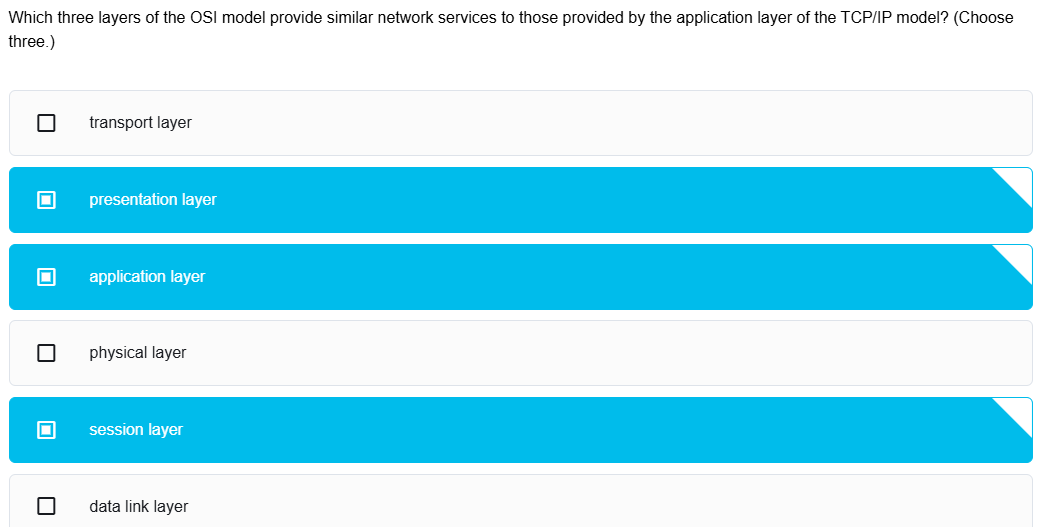 Which three layers of the OSI model provide similar network services to those provided by the application layer of the TCP/IP model? (Choose
three.)
transport layer
presentation layer
application layer
physical layer
session layer
data link layer